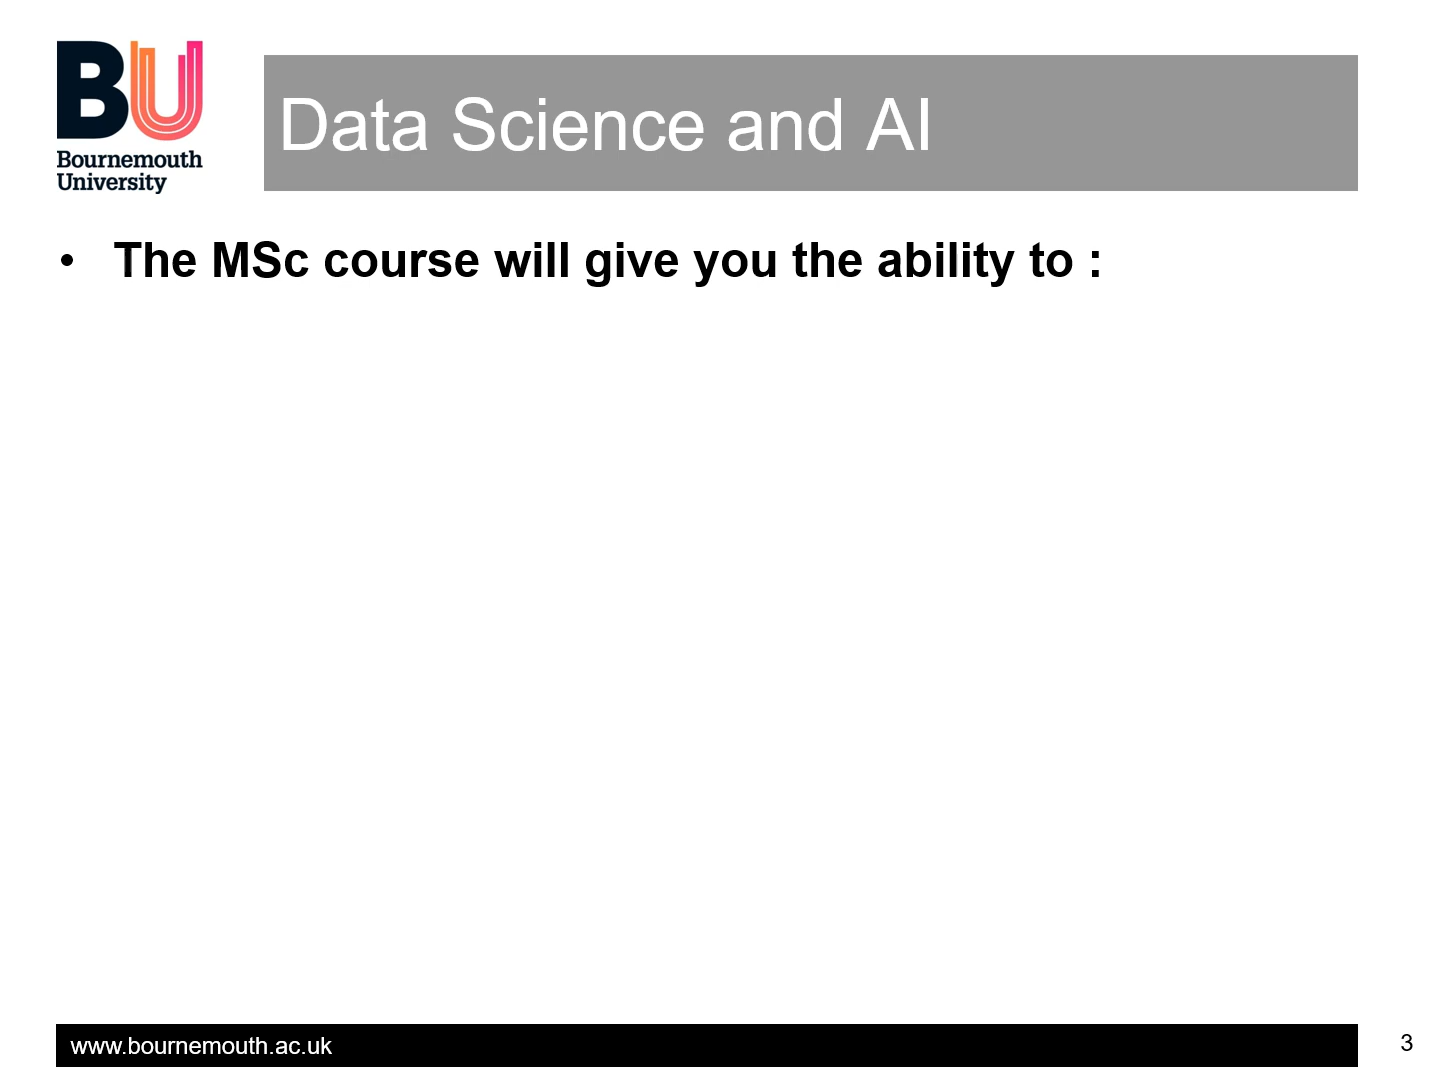 BU
Bournemouth
University
Data Science and AI
• The MSc course will give you the ability to :
www.bournemouth.ac.uk
3